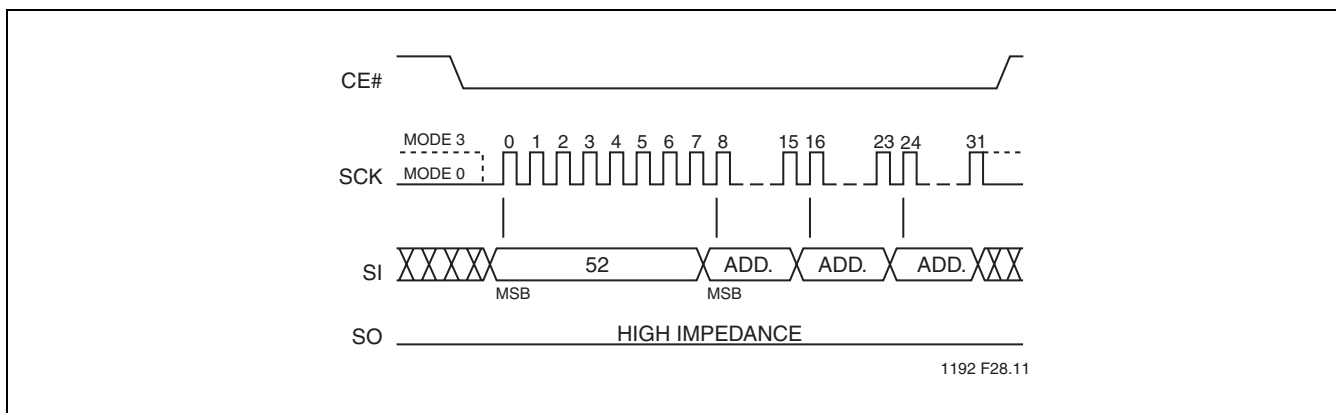 CE#
MODE 3
0 1 2 3 4 5 6 7 8 15 16 23 24 31
SCK
MODE 0
SI
52 ADD. ADD. ADD.
MSB MSB
SO
HIGH IMPEDANCE
1192 F28.11